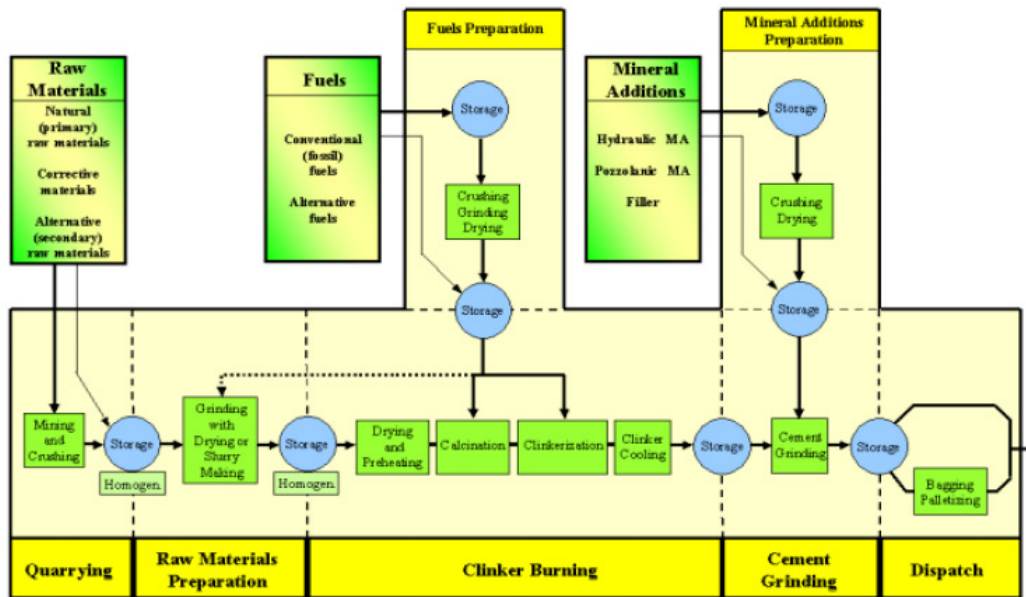 Fuels Preparation
Mineral Additions
Preparation
Raw
Materials
Natural
(primary)
raw materials
Corrective
materials
Alternative
(secondary)
raw materials
Fuels
Conventional
(fossil)
fuels
Alternative
fuels
Storage
Crushing
Grinding
Drying
Storage
Mineral
Additions
Hydraulic MA
Pozzolanic MA
Filler
Storage
Crushing
Drying
Storage
Mining
and
Crushing
Storage
Homogen.
Grinding
with
Drying or
Slurry
Making
Storage
Homogen.
Drying
and
Preheating
Calcination
Clinkerization
Clinker
Cooling
Storage
Cement
Grinding
Storage
Bagging
Palletizing
Quarrying
Raw Materials
Preparation
Clinker Burning
Cement
Grinding
Dispatch